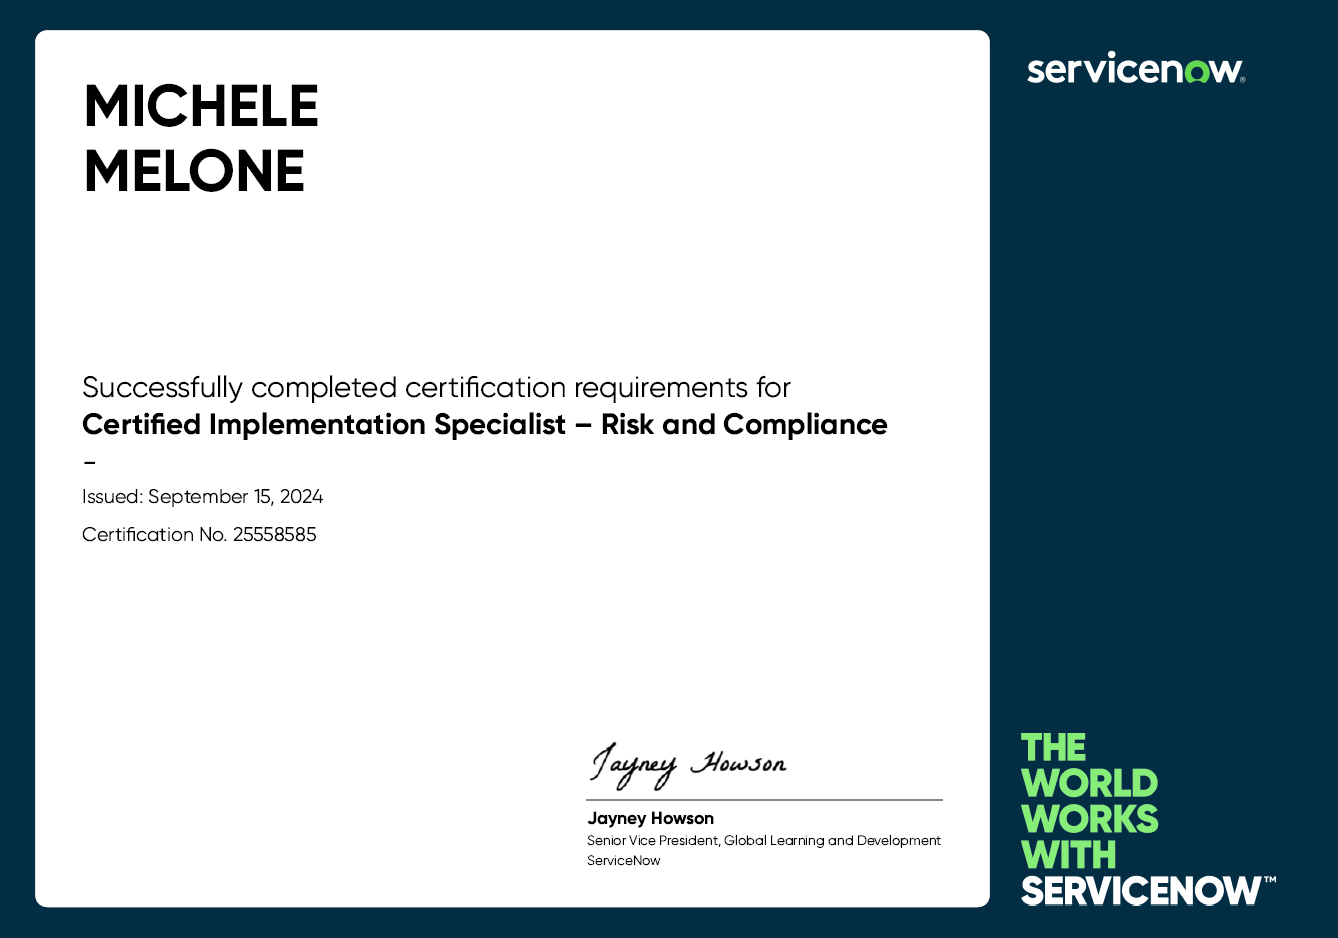 MICHELE
MELONE
Successfully completed certification requirements for
Certified Implementation Specialist – Risk and Compliance
–
Issued: September 15, 2024
Certification No. 25558585
Jayney Howson
Jayney Howson
Senior Vice President, Global Learning and Development
ServiceNow
servicenow®
THE
WORLD
WORKS
WITH
SERVICENOW™